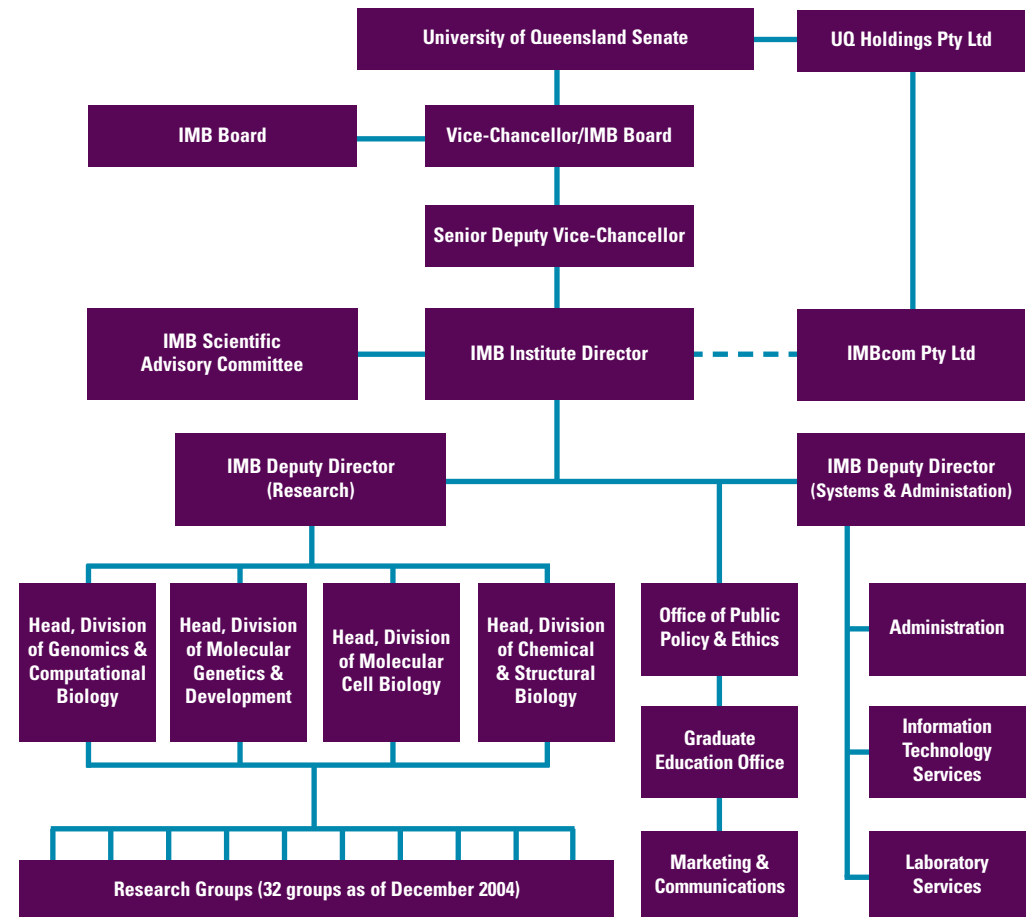 University of Queensland Senate
UQ Holdings Pty Ltd
IMB Board
Vice-Chancellor/IMB Board
Senior Deputy Vice-Chancellor
IMB Scientific
Advisory Committee
IMB Institute Director
IMBcom Pty Ltd
IMB Deputy Director
(Research)
IMB Deputy Director
(Systems & Administation)
Head, Division
of Genomics &
Computational
Biology
Head, Division
of Molecular
Genetics &
Development
Head, Division
of Molecular
Cell Biology
Head, Division
of Chemical
& Structural
Biology
Office of Public
Policy & Ethics
Administration
Graduate
Education Office
Information
Technology
Services
Marketing &
Communications
Laboratory
Services
Research Groups (32 groups as of December 2004)